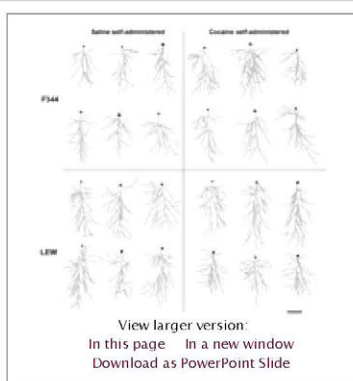 Saline self-administered Cocaine self-administered
F344
LEW
View larger version:
In this page In a new window
Download as PowerPoint Slide